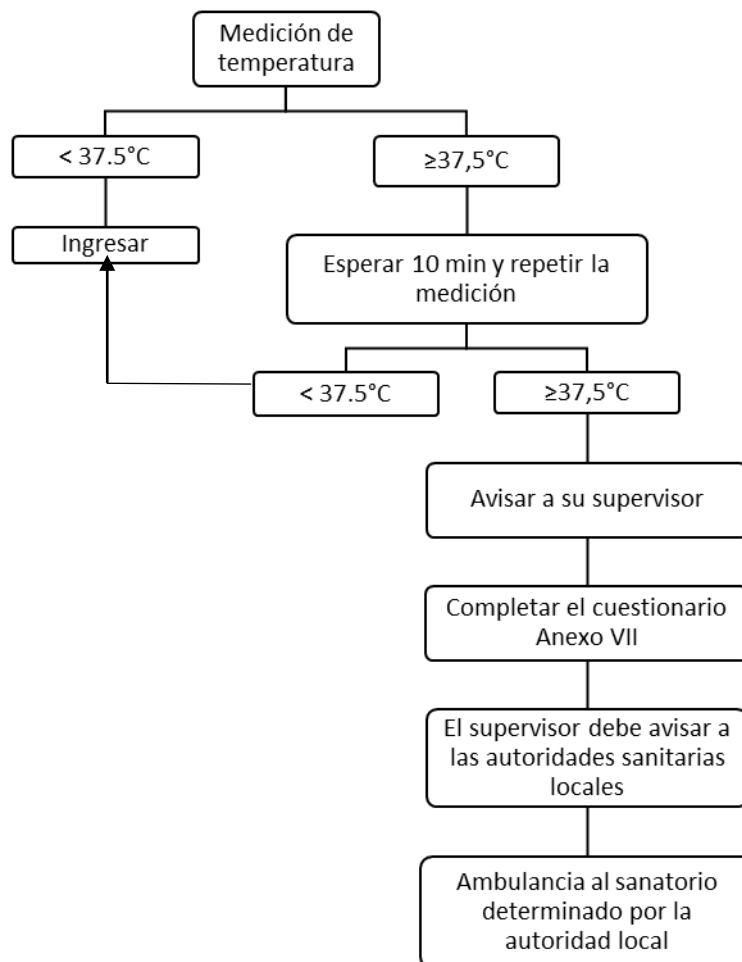 Medición de
temperatura
< 37.5°C
≥37,5°C
Ingresar
Esperar 10 min y repetir la
medición
< 37.5°C
≥37,5°C
Avisar a su supervisor
Completar el cuestionario
Anexo VII
El supervisor debe avisar a
las autoridades sanitarias
locales
Ambulancia al sanatorio
determinado por la
autoridad local